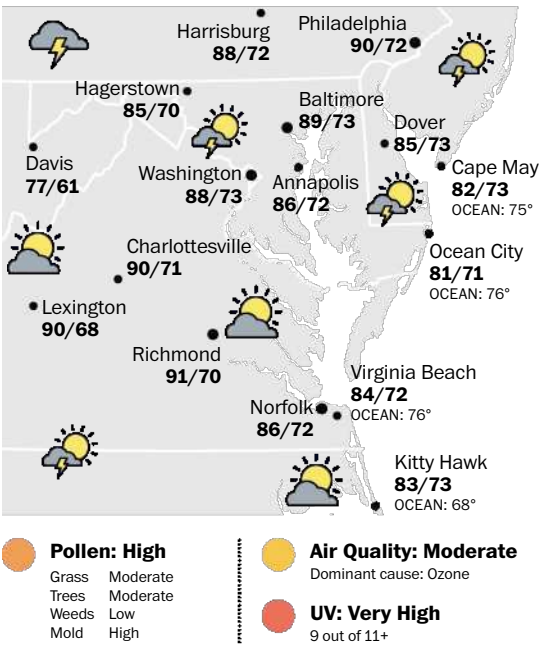 Harrisburg
88/72
Philadelphia
90/72
Hagerstown
85/70
Baltimore
89/73
Dover
85/73
Davis
77/61
Washington
88/73
Annapolis
86/72
Cape May
82/73
OCEAN: 75°
Charlottesville
90/71
Ocean City
81/71
OCEAN: 76°
Lexington
90/68
Richmond
91/70
Virginia Beach
84/72
OCEAN: 76°
Norfolk
86/72
Kitty Hawk
83/73
OCEAN: 68°
Pollen: High
Grass Moderate
Trees Moderate
Weeds Low
Mold High
Air Quality: Moderate
Dominant cause: Ozone
UV: Very High
9 out of 11+